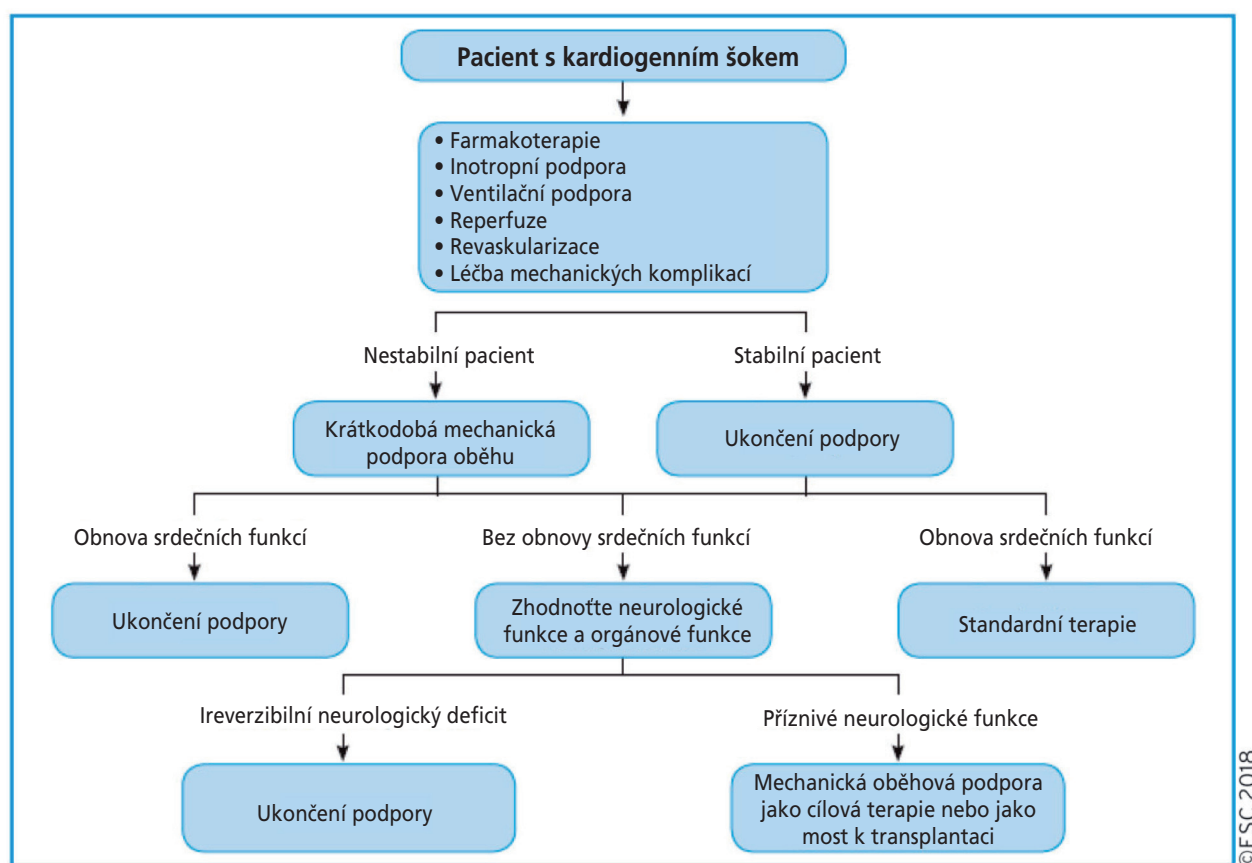 Pacient s kardiogenním šokem
• Farmakoterapie
• Inotropní podpora
• Ventilační podpora
• Reperfuze
• Revaskularizace
• Léčba mechanických komplikací
Nestabilní pacient
Stabilní pacient
Krátkodobá mechanická
podpora oběhu
Ukončení podpory
Obnova srdečních funkcí
Bez obnovy srdečních funkcí
Obnova srdečních funkcí
Ukončení podpory
Zhodnoťte neurologické
funkce a orgánové funkce
Standardní terapie
Ireverzibilní neurologický deficit
Příznivé neurologické funkce
Ukončení podpory
Mechanická oběhová podpora
jako cílová terapie nebo jako
most k transplantaci
©ESC 2018